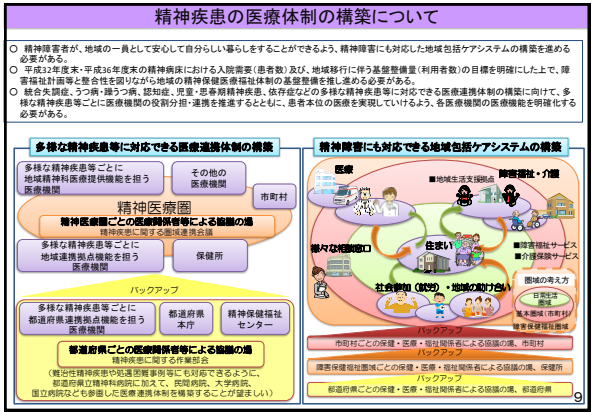 精神疾患の医療体制の構築について
○ 精神障害者が、地域の一員として安心して自分らしい暮らしをすることができるよう、精神障害にも対応した地域包括ケアシステムの構築を進める
必要がある。
○ 平成32年度末・平成36年度末の精神病床における入院需要（患者数）及び、地域移行に伴う基盤整備量（利用者数）の目標を明確にした上で、障
害福祉計画等と整合性を図りながら地域の精神保健医療福祉体制の基盤整備を推し進める必要がある。
○ 統合失調症、うつ病・躁うつ病、認知症、児童・思春期精神疾患、依存症などの多様な精神疾患等に対応できる医療連携体制の構築に向けて、多
様な精神疾患等ごとに医療機関の役割分担・連携を推進するとともに、患者本位の医療を実現していけるよう、各医療機関の医療機能を明確化する
必要がある。
多様な精神疾患等に対応できる医療連携体制の構築
多様な精神疾患等ごとに
地域精神科医療提供機能を担う
医療機関
その他の
医療機関
市町村
精神医療圏
精神医療圏ごとの医療関係者等による協議の場
精神疾患に関する圏域連携会議
多様な精神疾患等ごとに
地域連携拠点機能を担う
医療機関
保健所
バックアップ
多様な精神疾患等ごとに
都道府県連携拠点機能を担う
医療機関
都道府県
本庁
精神保健福祉
センター
都道府県ごとの医療関係者等による協議の場
精神疾患に関する作業部会
（難治性精神疾患や処遇困難事例等にも対応できるように、
都道府県立精神科病院に加えて、民間病院、大学病院、
国立病院なども参画した医療連携体制を構築することが望ましい）
精神障害にも対応できる地域包括ケアシステムの構築
医療
■地域生活支援拠点
障害福祉・介護
様々な相談窓口
住まい
■障害福祉サービス
■介護保険サービス
社会参加（就労）・地域の助け合い
圏域の考え方
日常生活
圏域
基本圏域（市町村）
障害保健福祉圏域
バックアップ
市町村ごとの保健・医療・福祉関係者による協議の場、市町村
バックアップ
障害保健福祉圏域ごとの保健・医療・福祉関係者による協議の場、保健所
バックアップ
都道府県ごとの保健・医療・福祉関係者による協議の場、都道府県
9